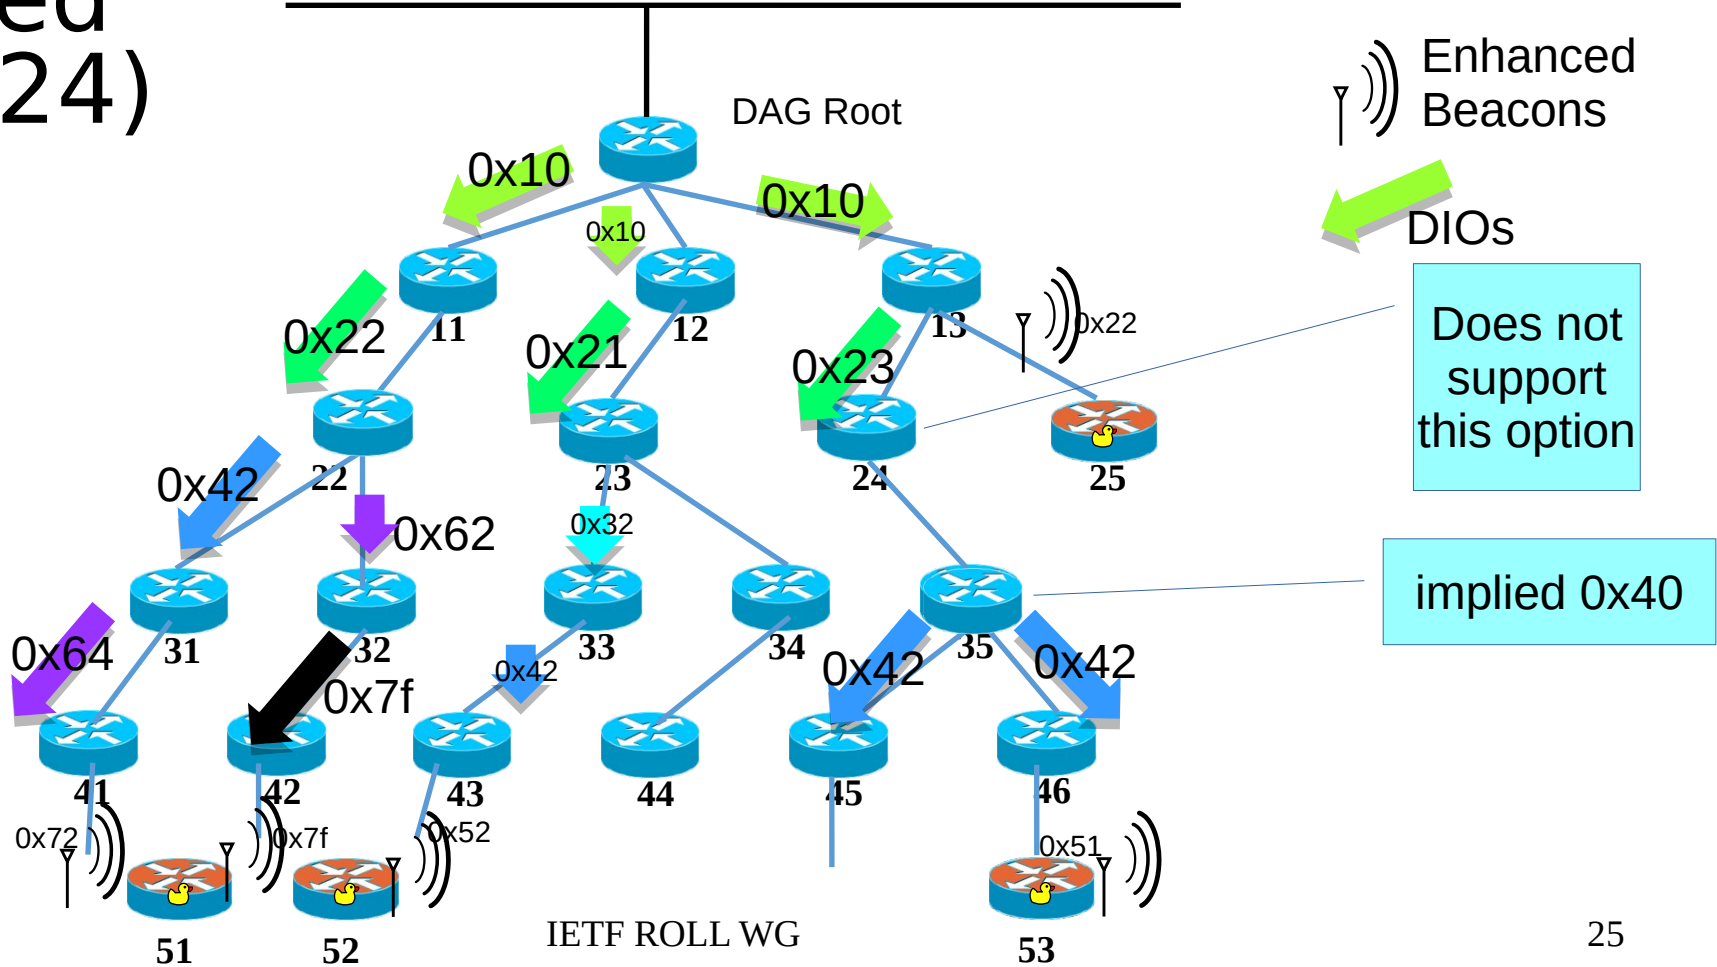 ed
24)
Enhanced
Beacons
DAG Root
0x10
0x10
0x10
DIOs
11
12
13
0x22
0x22
0x21
0x23
Does not
support
this option
22
23
24
25
0x42
0x62
0x32
implied 0x40
31
32
33
34
35
0x64
0x7f
0x42
0x42
0x42
41
42
43
44
45
46
0x72
0x7f
0x52
0x51
51
52
53
IETF ROLL WG
25